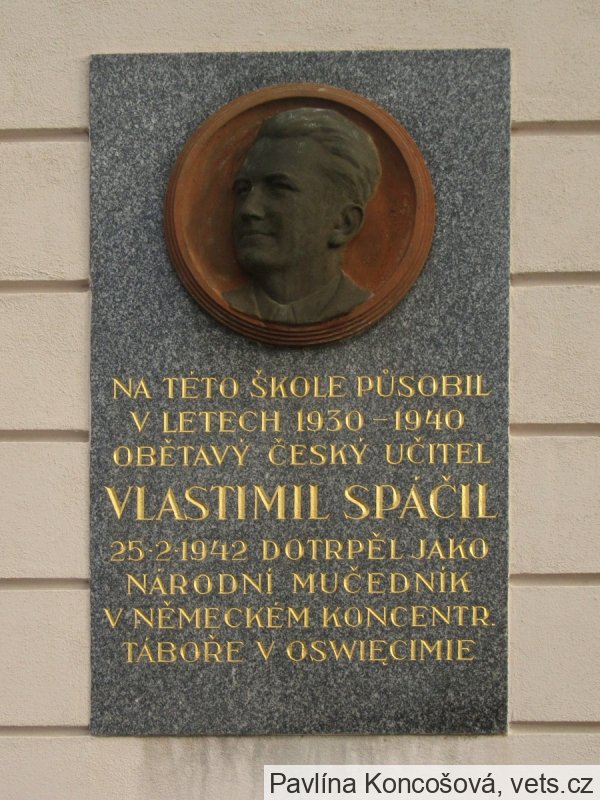 NA TÉTO ŠKOLE PŮSOBIL
V LETECH 1930 – 1940
OBĚTAVÝ ČESKÝ UČITEL
VLASTIMIL SPÁČIL
25·2·1942 DOTRPĚL JAKO
NÁRODNÍ MUČEDNÍK
V NĚMECKÉM KONCENTR.
TÁBOŘE V OSWIĘCIMIE
Pavlína Koncošová, vets.cz